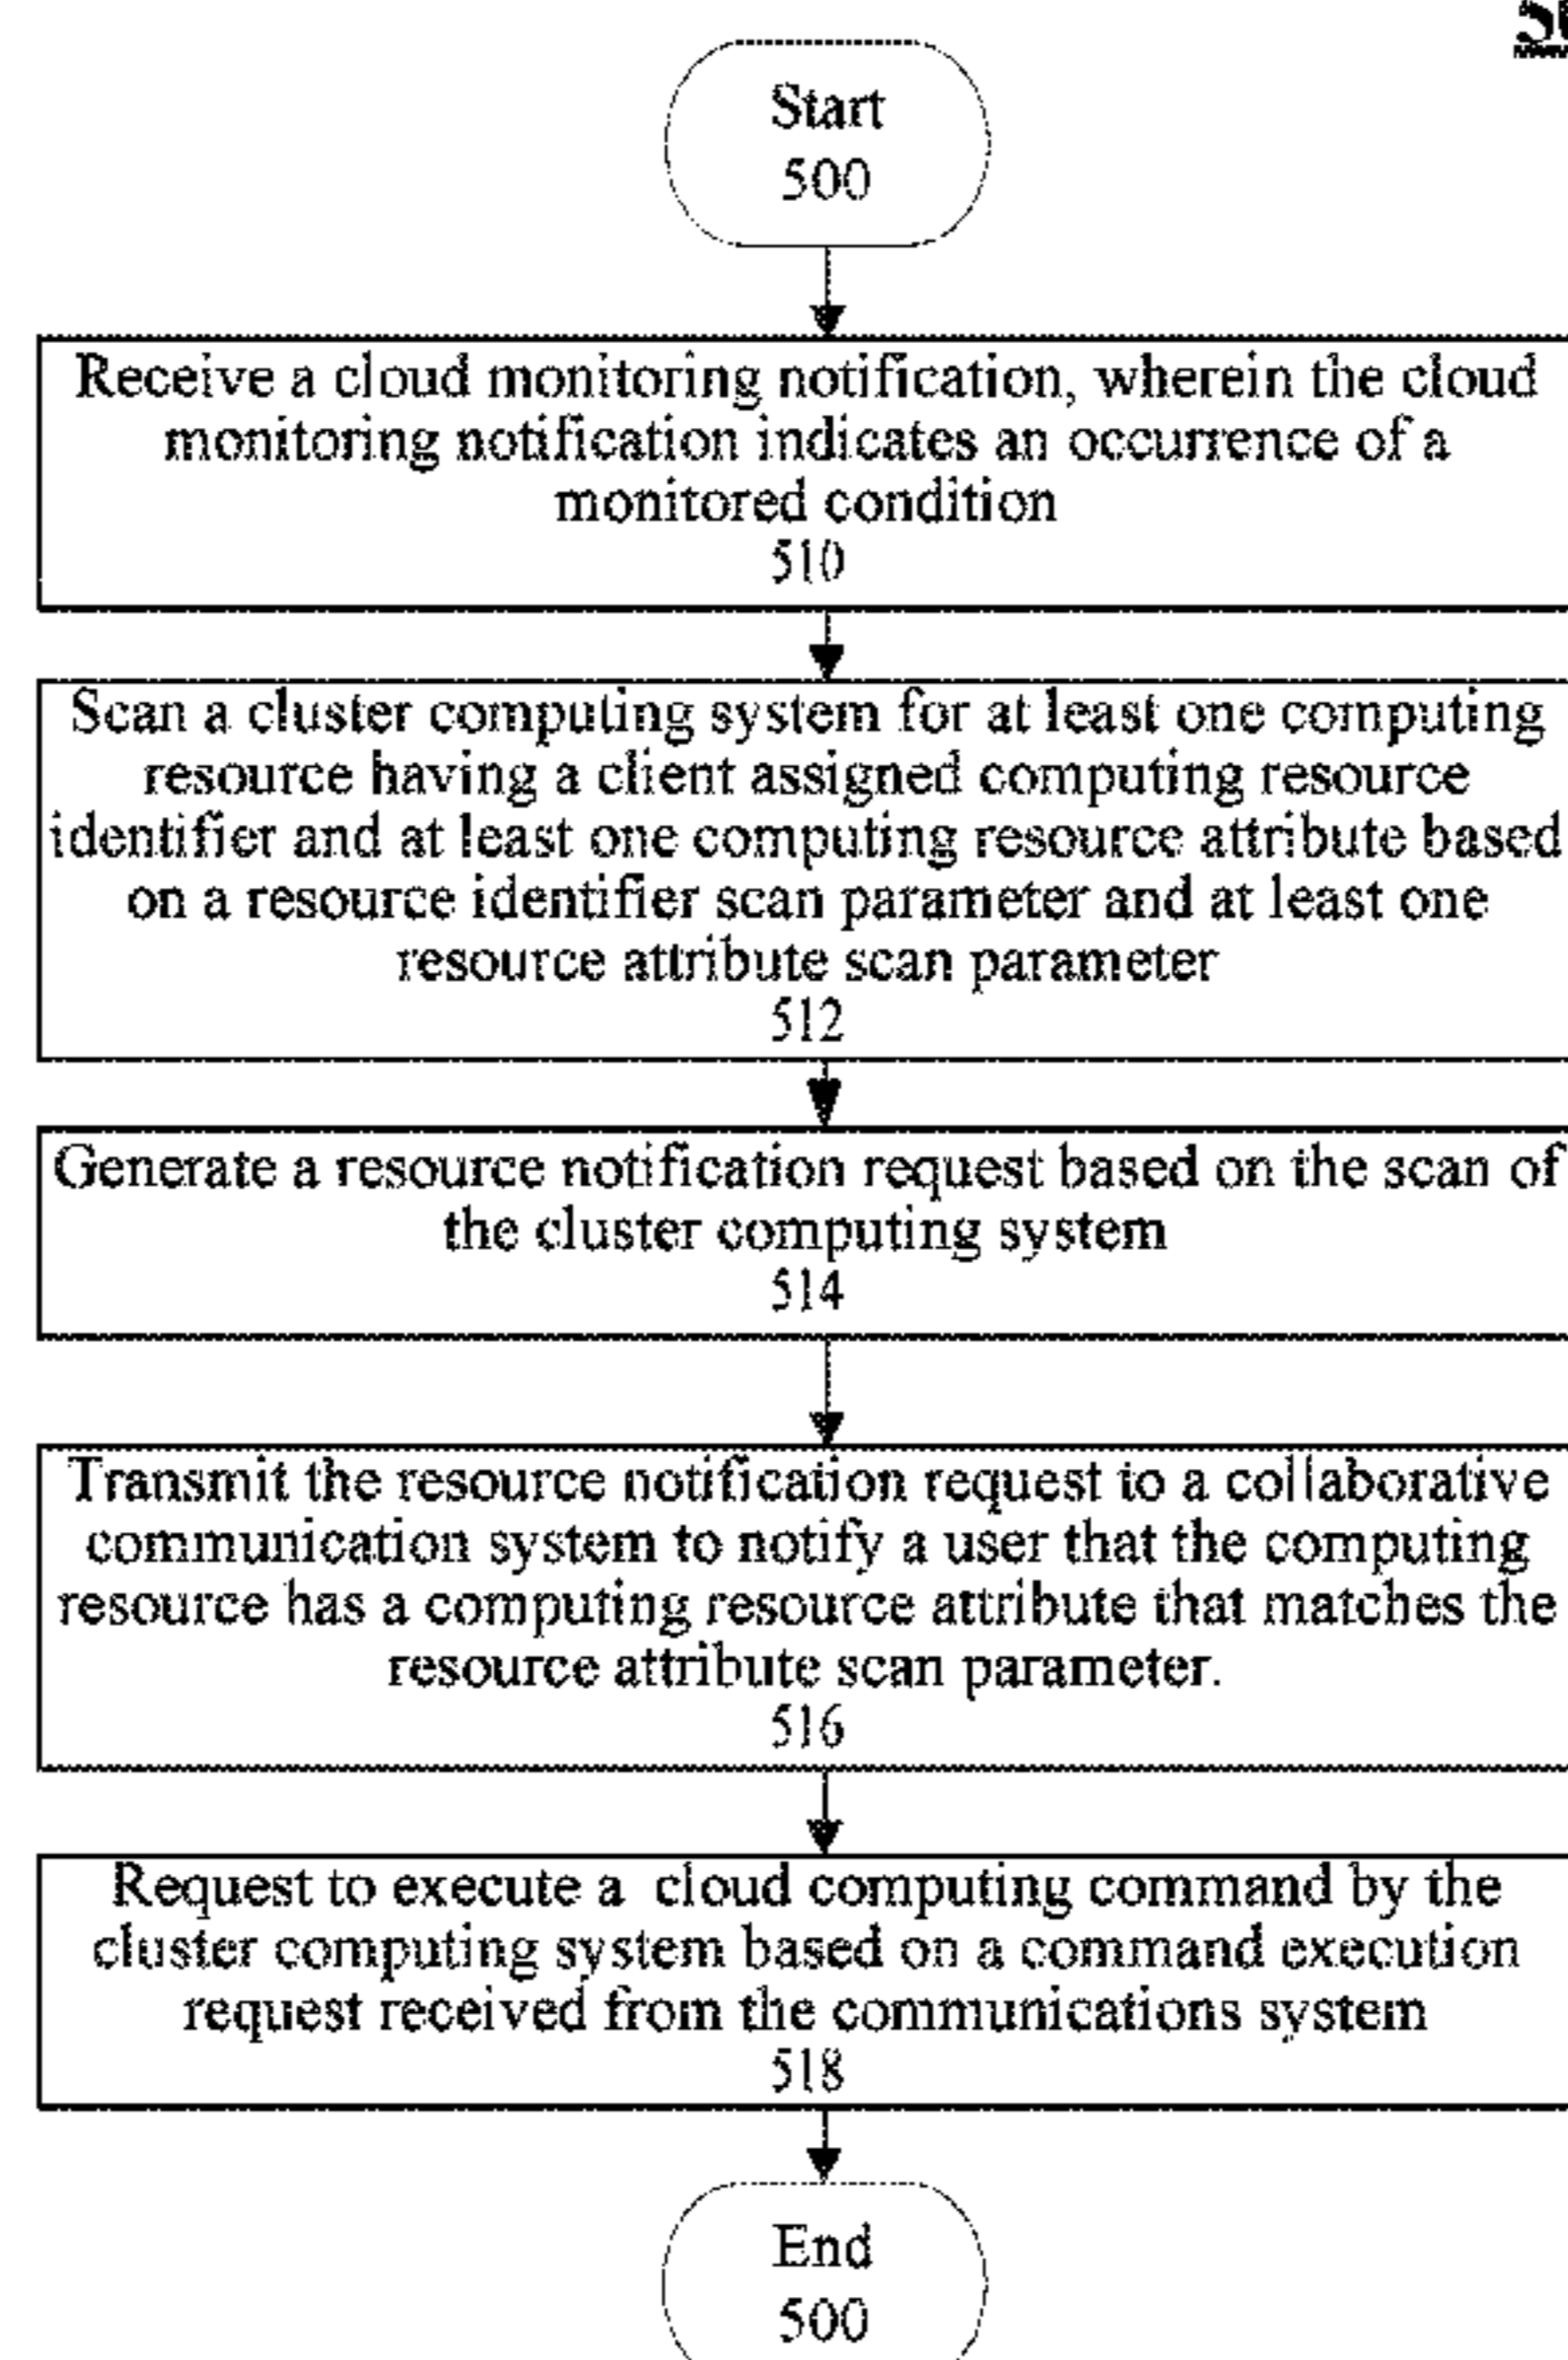 Start
500
Receive a cloud monitoring notification, wherein the cloud
monitoring notification indicates an occurrence of a
monitored condition
510
Scan a cluster computing system for at least one computing
resource having a client assigned computing resource
identifier and at least one computing resource attribute based
on a resource identifier scan parameter and at least one
resource attribute scan parameter
512
Generate a resource notification request based on the scan of
the cluster computing system
514
Transmit the resource notification request to a collaborative
communication system to notify a user that the computing
resource has a computing resource attribute that matches the
resource attribute scan parameter.
516
Request to execute a cloud computing command by the
cluster computing system based on a command execution
request received from the communications system
518
End
500